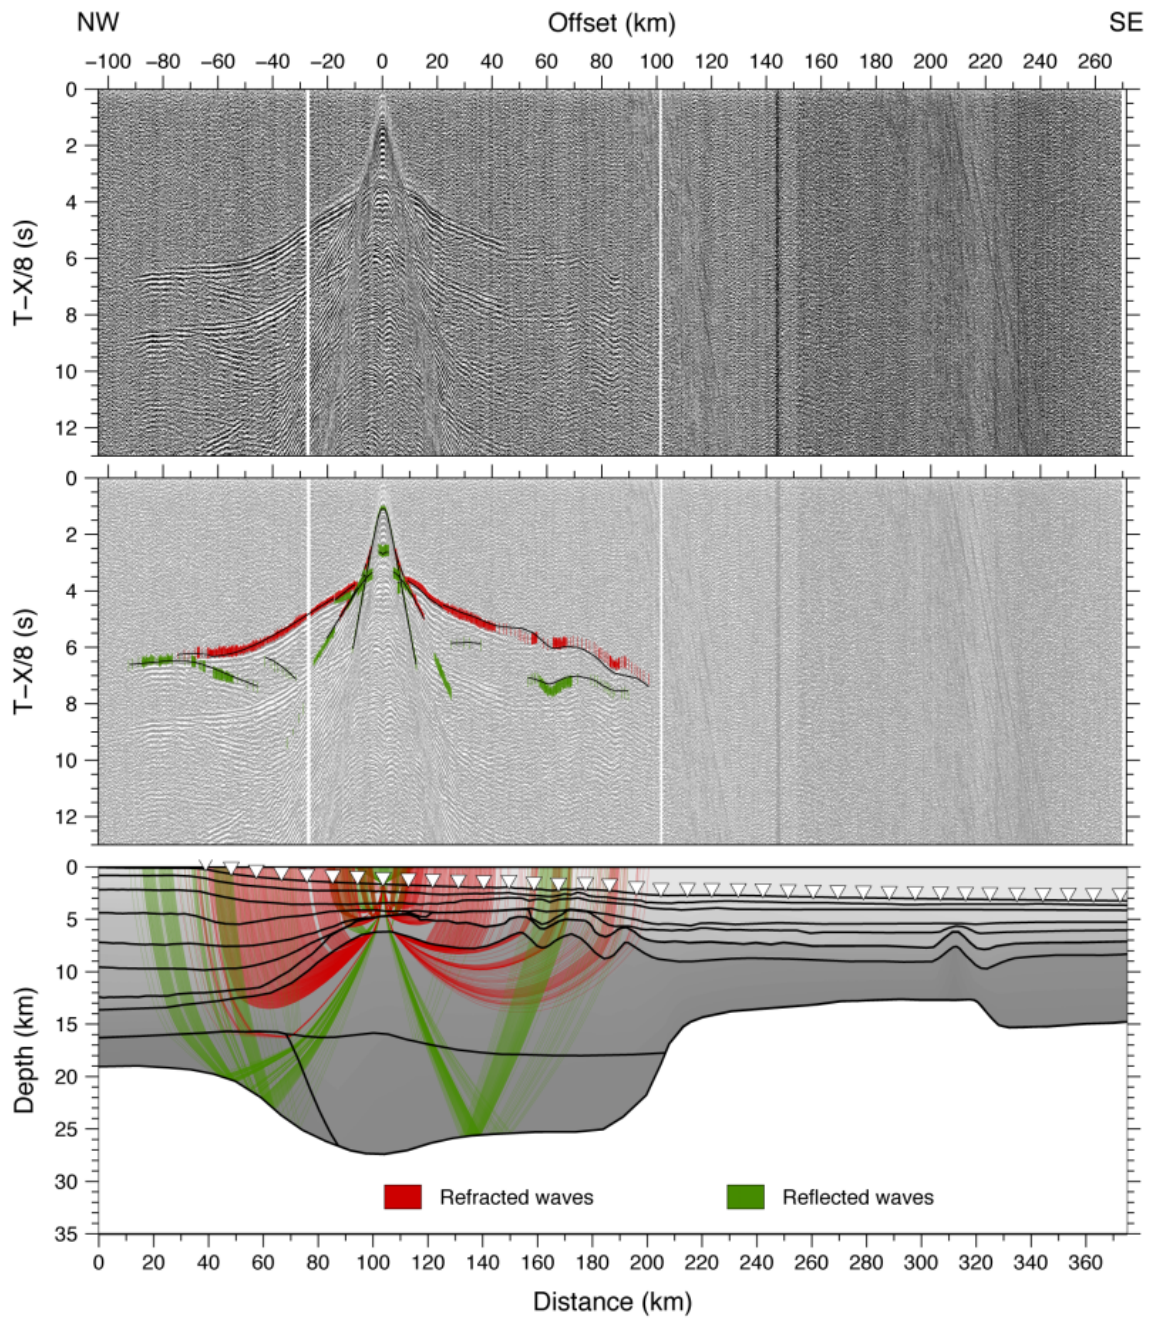 NW Offset (km) SE
−100 −80 −60 −40 −20 0 20 40 60 80 100 120 140 160 180 200 220 240 260
0
2
4
6
8
10
12
T−X/8 (s)
0
2
4
6
8
10
12
T−X/8 (s)
0
5
10
15
20
25
30
35
Depth (km)
Refracted waves Reflected waves
0 20 40 60 80 100 120 140 160 180 200 220 240 260 280 300 320 340 360
Distance (km)